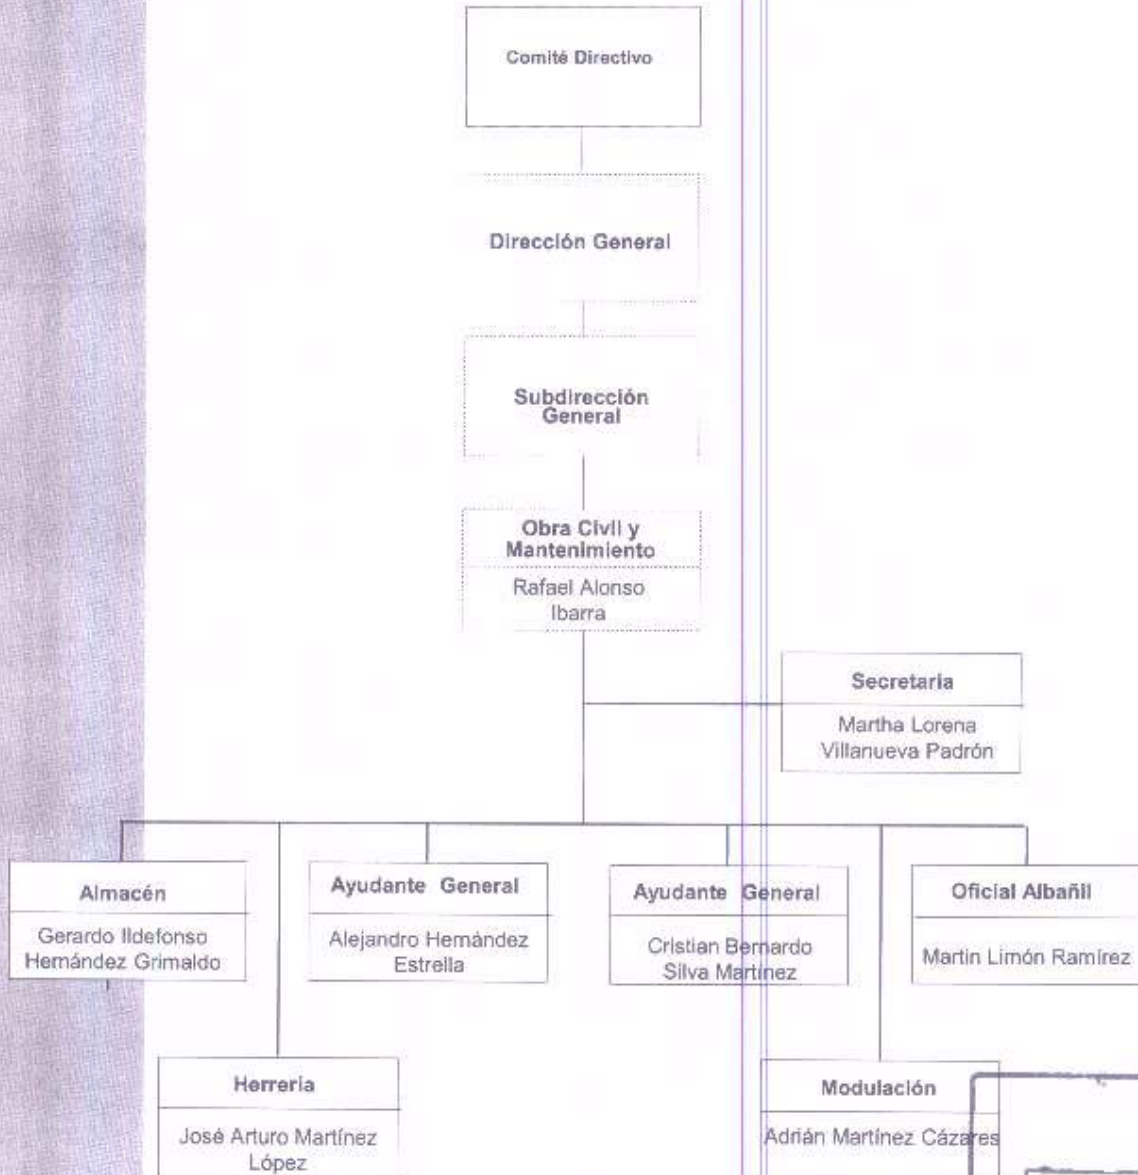 Comité Directivo
Dirección General
Subdirección
General
Obra Civil y
Mantenimiento
Rafael Alonso
Ibarra
Secretaria
Martha Lorena
Villanueva Padrón
Almacén
Gerardo Ildefonso
Hernández Grimaldo
Ayudante General
Alejandro Hernández
Estrella
Ayudante General
Cristian Bernardo
Silva Martínez
Oficial Albañil
Martin Limón Ramírez
Herreria
José Arturo Martínez
López
Modulación
Adrián Martínez Cázares